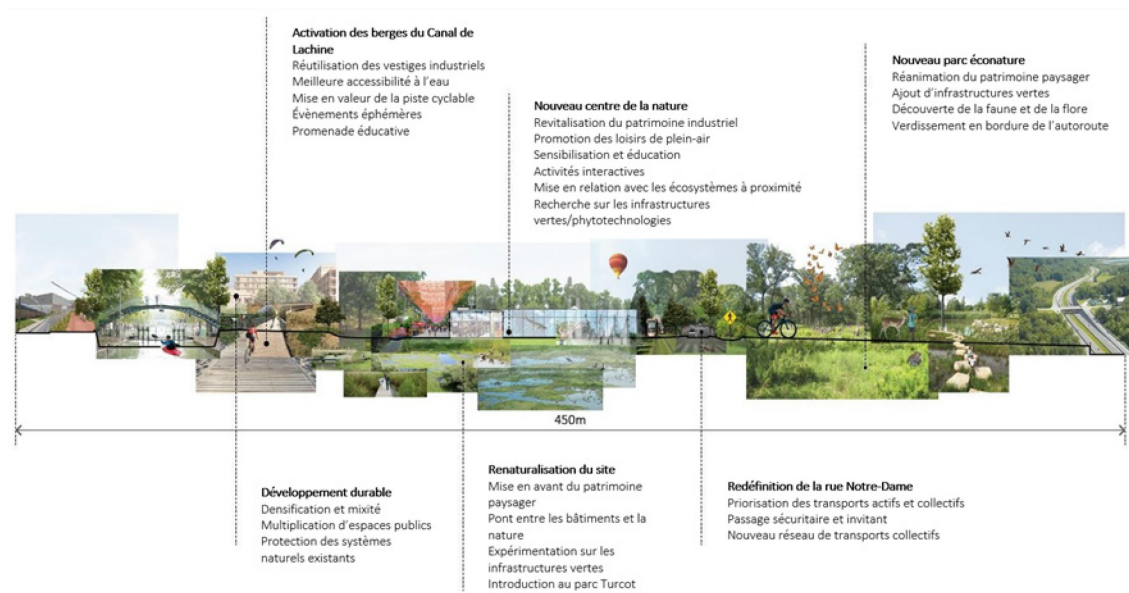 Activation des berges du Canal de
Lachine
Réutilisation des vestiges industriels
Meilleure accessibilité à l'eau
Mise en valeur de la piste cyclable
Évènements éphémères
Promenade éducative
Nouveau centre de la nature
Revitalisation du patrimoine industriel
Promotion des loisirs de plein-air
Sensibilisation et éducation
Activités interactives
Mise en relation avec les écosystèmes à proximité
Recherche sur les infrastructures
vertes/phytotechnologies
Nouveau parc éconature
Réanimation du patrimoine paysager
Ajout d'infrastructures vertes
Découverte de la faune et de la flore
Verdissement en bordure de l'autoroute
450m
Développement durable
Densification et mixité
Multiplication d'espaces publics
Protection des systèmes
naturels existants
Renaturalisation du site
Mise en avant du patrimoine
paysager
Pont entre les bâtiments et la
nature
Expérimentation sur les
infrastructures vertes
Introduction au parc Turcot
Redéfinition de la rue Notre-Dame
Priorisation des transports actifs et collectifs
Passage sécuritaire et invitant
Nouveau réseau de transports collectifs